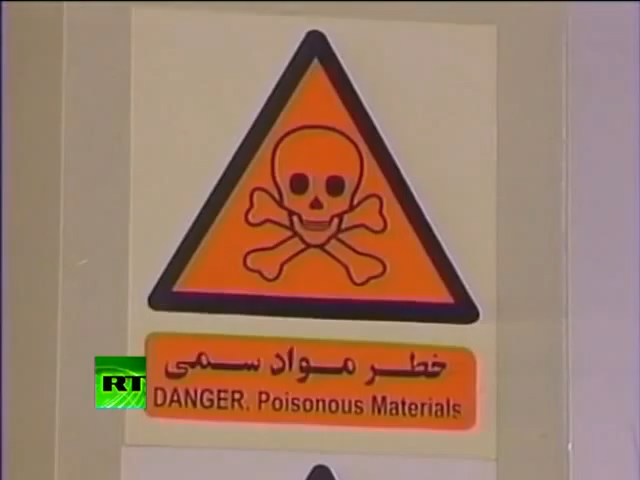 خطر مواد سمی
DANGER. Poisonous Materials
RT